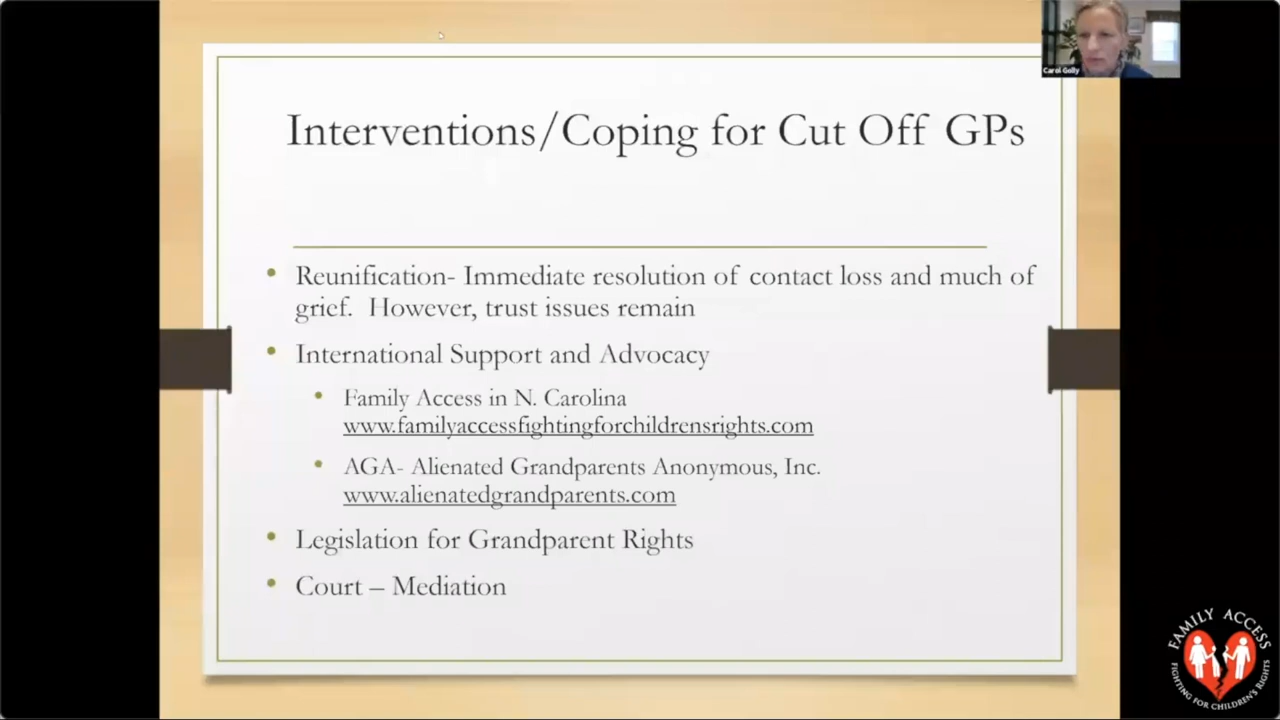 Carol Golly
Interventions/Coping for Cut Off GPs
• Reunification- Immediate resolution of contact loss and much of
grief. However, trust issues remain
• International Support and Advocacy
• Family Access in N. Carolina
www.familyaccessfightingforchildrensrights.com
• AGA- Alienated Grandparents Anonymous, Inc.
www.alienatedgrandparents.com
• Legislation for Grandparent Rights
• Court – Mediation
FAMILY ACCESS
FIGHTING FOR CHILDREN'S RIGHTS